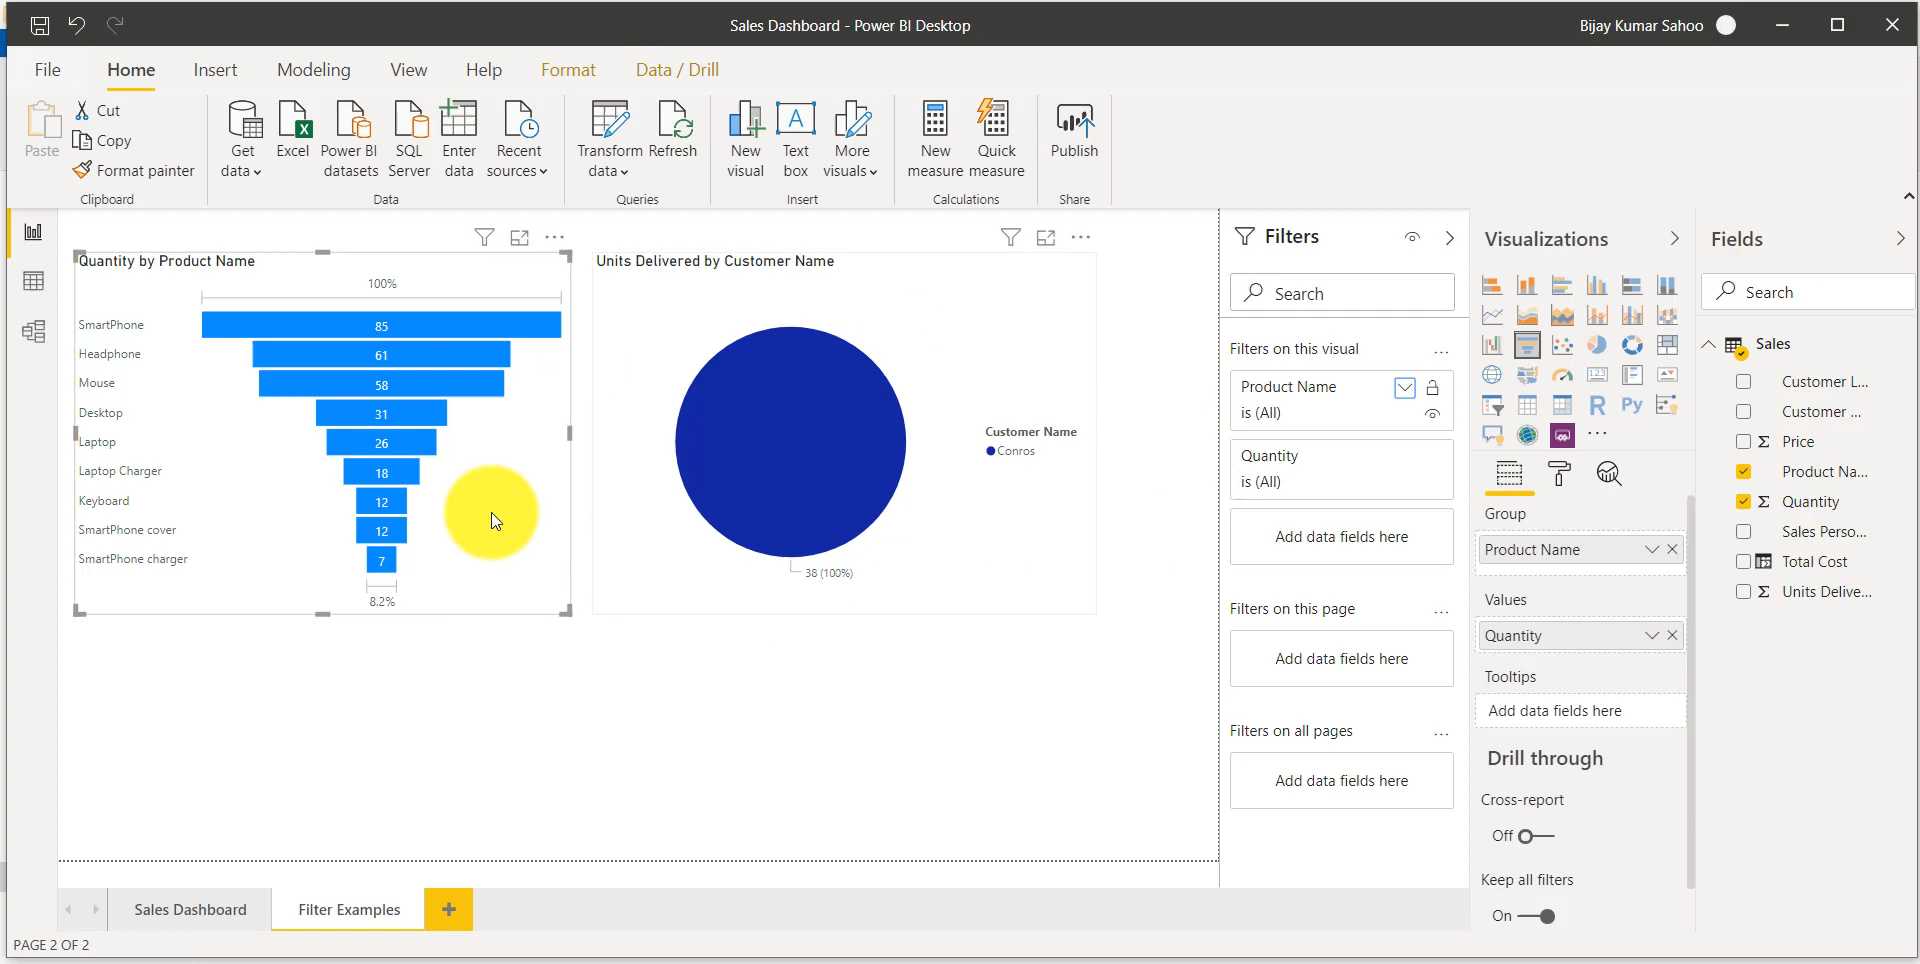 Sales Dashboard - Power BI Desktop
Bijay Kumar Sahoo
File Home Insert Modeling View Help Format Data / Drill
Paste
Cut
Copy
Format painter
Clipboard
Get data
Excel
Power BI datasets
SQL Server
Enter data
Recent sources
Data
Transform data
Refresh
Queries
New visual
Text box
More visuals
Insert
New measure
Quick measure
Calculations
Publish
Share
Quantity by Product Name
100%
SmartPhone 85
Headphone 61
Mouse 58
Desktop 31
Laptop 26
Laptop Charger 18
Keyboard 12
SmartPhone cover 12
SmartPhone charger 7
8.2%
Units Delivered by Customer Name
Customer Name
Conros
38 (100%)
Filters
Search
Filters on this visual ...
Product Name
is (All)
Quantity
is (All)
Add data fields here
Filters on this page ...
Add data fields here
Filters on all pages ...
Add data fields here
Visualizations
123
R Py
...
Group
Product Name
Values
Quantity
Tooltips
Add data fields here
Drill through
Cross-report
Off
Keep all filters
On
Fields
Search
Sales
Customer L...
Customer ...
Σ Price
Product Na...
Σ Quantity
Sales Perso...
Total Cost
Σ Units Delive...
Sales Dashboard
Filter Examples
+
PAGE 2 OF 2